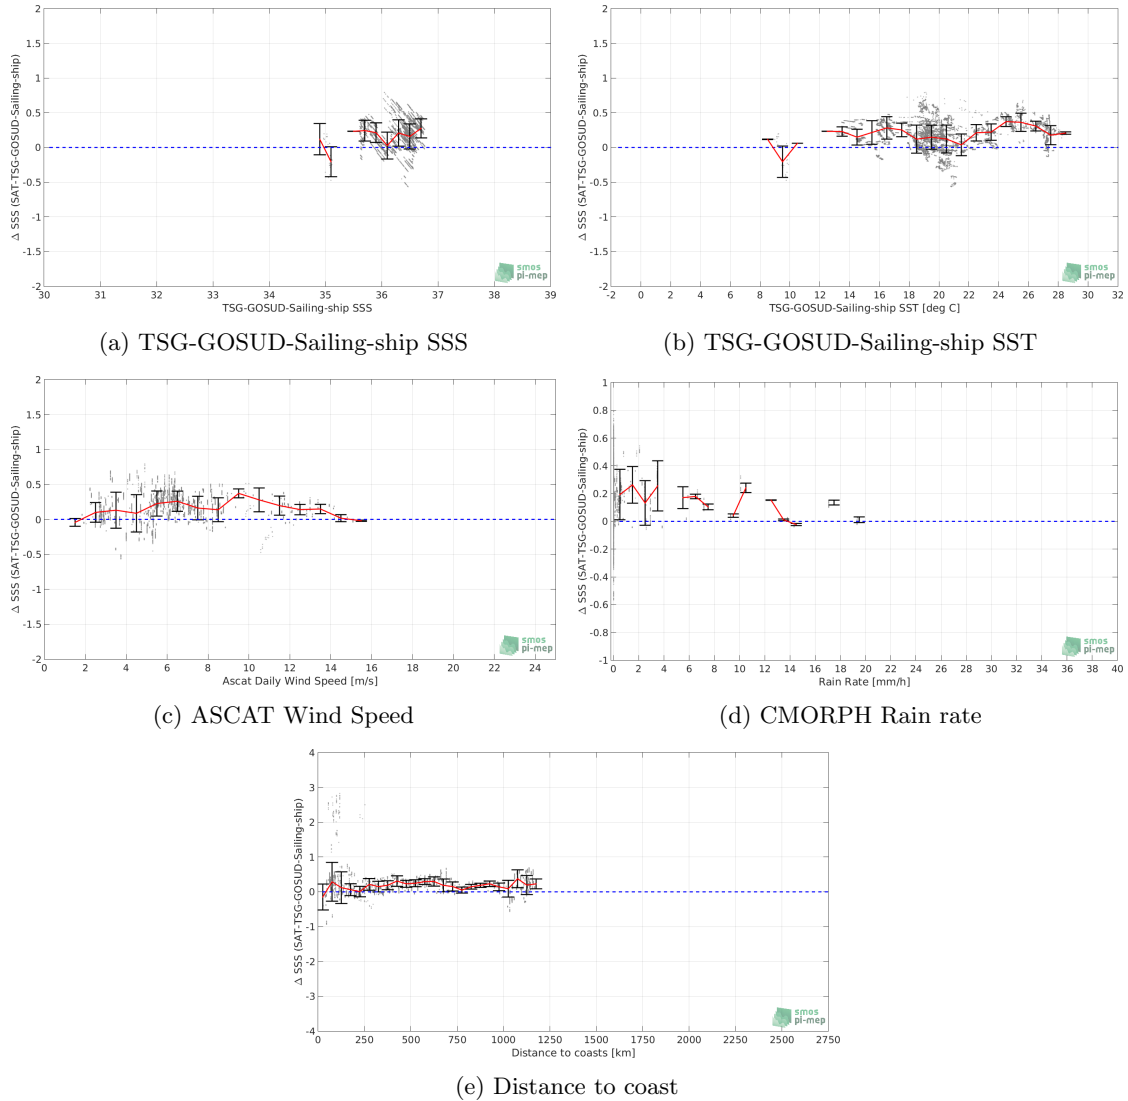 2
1.5
1
0.5
0
-0.5
-1
-1.5
-2
Δ SSS (SAT-TSG-GOSUD-Sailing-ship)
30 31 32 33 34 35 36 37 38 39
TSG-GOSUD-Sailing-ship SSS
smos
pi-mep
(a) TSG-GOSUD-Sailing-ship SSS
2
1.5
1
0.5
0
-0.5
-1
-1.5
-2
Δ SSS (SAT-TSG-GOSUD-Sailing-ship)
-2 0 2 4 6 8 10 12 14 16 18 20 22 24 26 28 30 32
TSG-GOSUD-Sailing-ship SST [deg C]
smos
pi-mep
(b) TSG-GOSUD-Sailing-ship SST
2
1.5
1
0.5
0
-0.5
-1
-1.5
-2
Δ SSS (SAT-TSG-GOSUD-Sailing-ship)
2 4 6 8 10 12 14 16 18 20 22 24
Ascat Daily Wind Speed [m/s]
smos
pi-mep
(c) ASCAT Wind Speed
1
0.8
0.6
0.4
0.2
0
-0.2
-0.4
-0.6
-0.8
-1
Δ SSS (SAT-TSG-GOSUD-Sailing-ship)
0 2 4 6 8 10 12 14 16 18 20 22 24 26 28 30 32 34 36 38 40
Rain Rate [mm/h]
smos
pi-mep
(d) CMORPH Rain rate
4
3
2
1
0
-1
-2
-3
-4
Δ SSS (SAT-TSG-GOSUD-Sailing-ship)
0 250 500 750 1000 1250 1500 1750 2000 2250 2500 2750
Distance to coasts [km]
smos
pi-mep
(e) Distance to coast